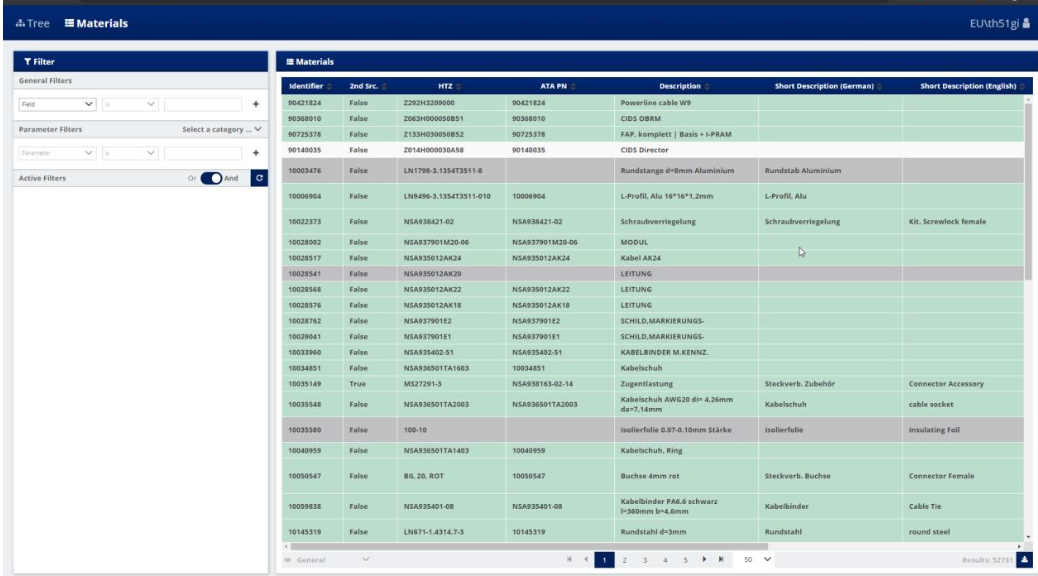 Tree Materials EU\th51gi
Filter
General Filters
Field is +
Parameter Filters Select a category ...
Parameter is +
Active Filters Or And
Materials
Identifier 2nd Src. HTZ ATA PN Description Short Description (German) Short Description (English)
90421824 False Z292H3209000 90421824 Powerline cable W9
90368010 False Z063H000050B51 90368010 CIDS OBRM
90725378 False Z133H030050B52 90725378 FAP, komplett | Basis + I-PRAM
90140035 False Z014H000030A58 90140035 CIDS Director
10003476 False LN1798-3.1354T3511-8 Rundstange d=8mm Aluminium Rundstab Aluminium
10006904 False LN9496-3.1354T3511-010 10006904 L-Profil, Alu 16*16*1,2mm L-Profil, Alu
10022373 False NSA938421-02 NSA938421-02 Schraubverriegelung Schraubverriegelung Kit, Screwlock female
10028002 False NSA937901M20-06 NSA937901M20-06 MODUL
10028517 False NSA935012AK24 NSA935012AK24 Kabel AK24
10028541 False NSA935012AK20 LEITUNG
10028568 False NSA935012AK22 NSA935012AK22 LEITUNG
10028576 False NSA935012AK18 NSA935012AK18 LEITUNG
10028762 False NSA937901E2 NSA937901E2 SCHILD,MARKIERUNGS-
10029041 False NSA937901E1 NSA937901E1 SCHILD,MARKIERUNGS-
10033960 False NSA935402-51 NSA935402-51 KABELBINDER M.KENNZ.
10034851 False NSA936501TA1603 10034851 Kabelschuh
10035149 True MS27291-3 NSA938163-02-14 Zugentlastung Steckverb. Zubehör Connector Accessory
10035548 False NSA936501TA2003 NSA936501TA2003 Kabelschuh AWG20 di= 4,26mm
da=7,14mm Kabelschuh cable socket
10035580 False 100-10 Isolierfolie 0.07-0.10mm Stärke Isolierfolie Insulating Foil
10040959 False NSA936501TA1403 10040959 Kabelschuh, Ring
10050547 False BIL 20, ROT 10050547 Buchse 4mm rot Steckverb. Buchse Connector Female
10059838 False NSA935401-08 NSA935401-08 Kabelbinder PA6.6 schwarz
l=360mm b=4,6mm Kabelbinder Cable Tie
10145319 False LN671-1.4314.7-3 10145319 Rundstahl d=3mm Rundstahl round steel
General 1 2 3 4 5 50 Results: 52731